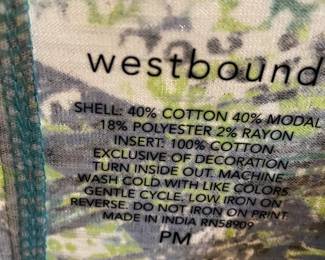 westbound
SHELL: 40% COTTON 40% MODAL
18% POLYESTER 2% RAYON
INSERT: 100% COTTON
EXCLUSIVE OF DECORATION
TURN INSIDE OUT. MACHINE
WASH COLD WITH LIKE COLORS
GENTLE CYCLE. LOW IRON ON
REVERSE. DO NOT IRON ON PRINT
MADE IN INDIA RN58909
PM